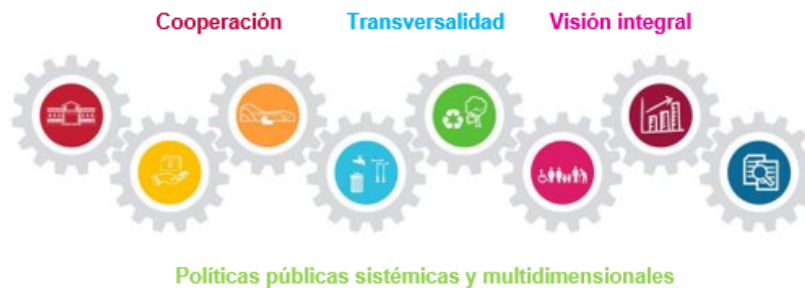 Cooperación Transversalidad Visión integral
Políticas públicas sistémicas y multidimensionales